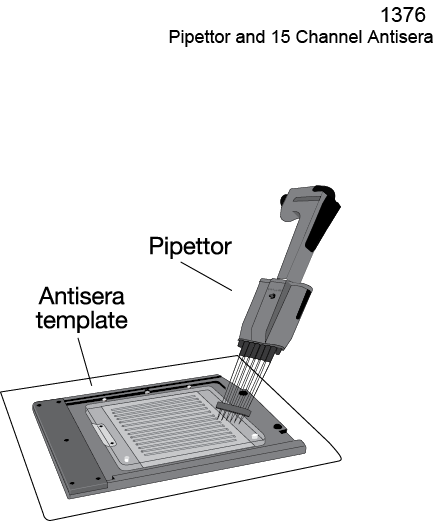 1376
Pipettor and 15 Channel Antisera
Pipettor
Antisera
template